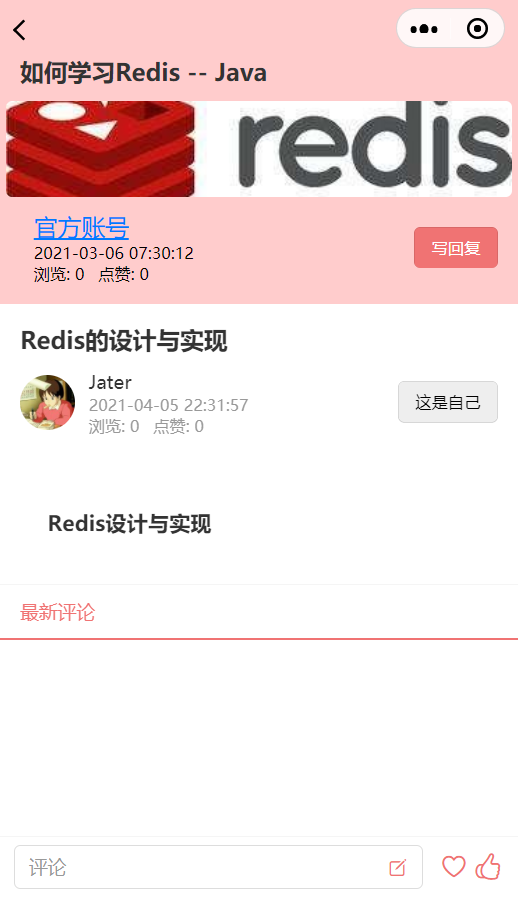 如何学习Redis -- Java
redis
官方账号
2021-03-06 07:30:12
浏览: 0 点赞: 0
写回复
Redis的设计与实现
Jater
2021-04-05 22:31:57
浏览: 0 点赞: 0
这是自己
Redis设计与实现
最新评论
评论